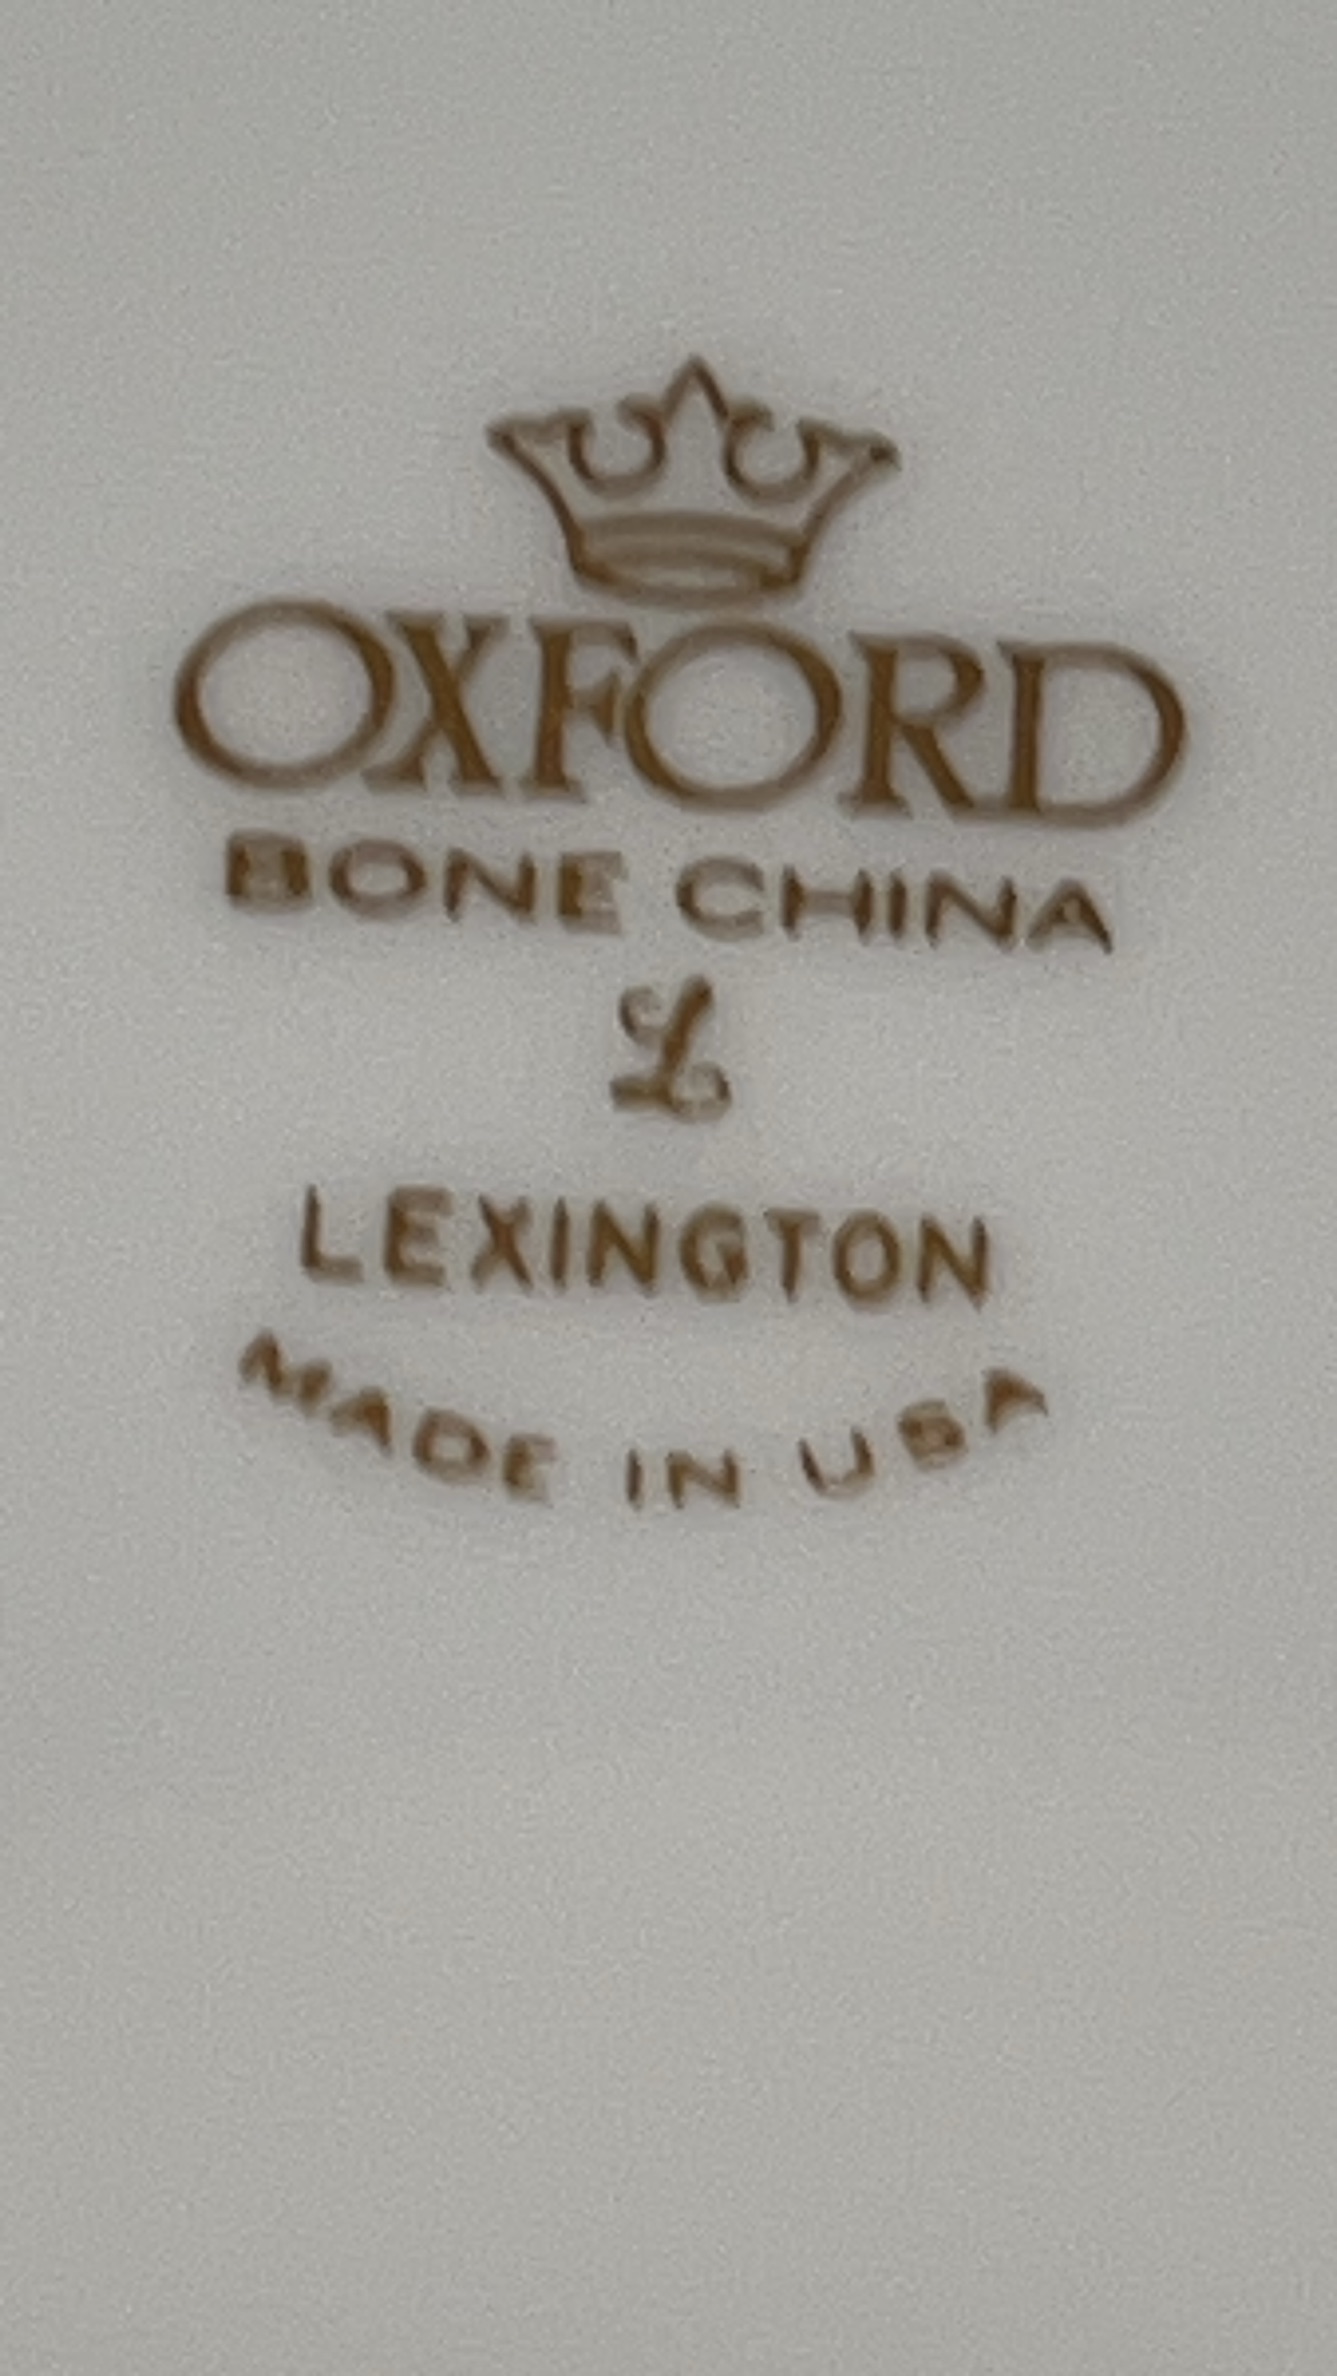 OXFORD
BONE CHINA
L
LEXINGTON
MADE IN USA